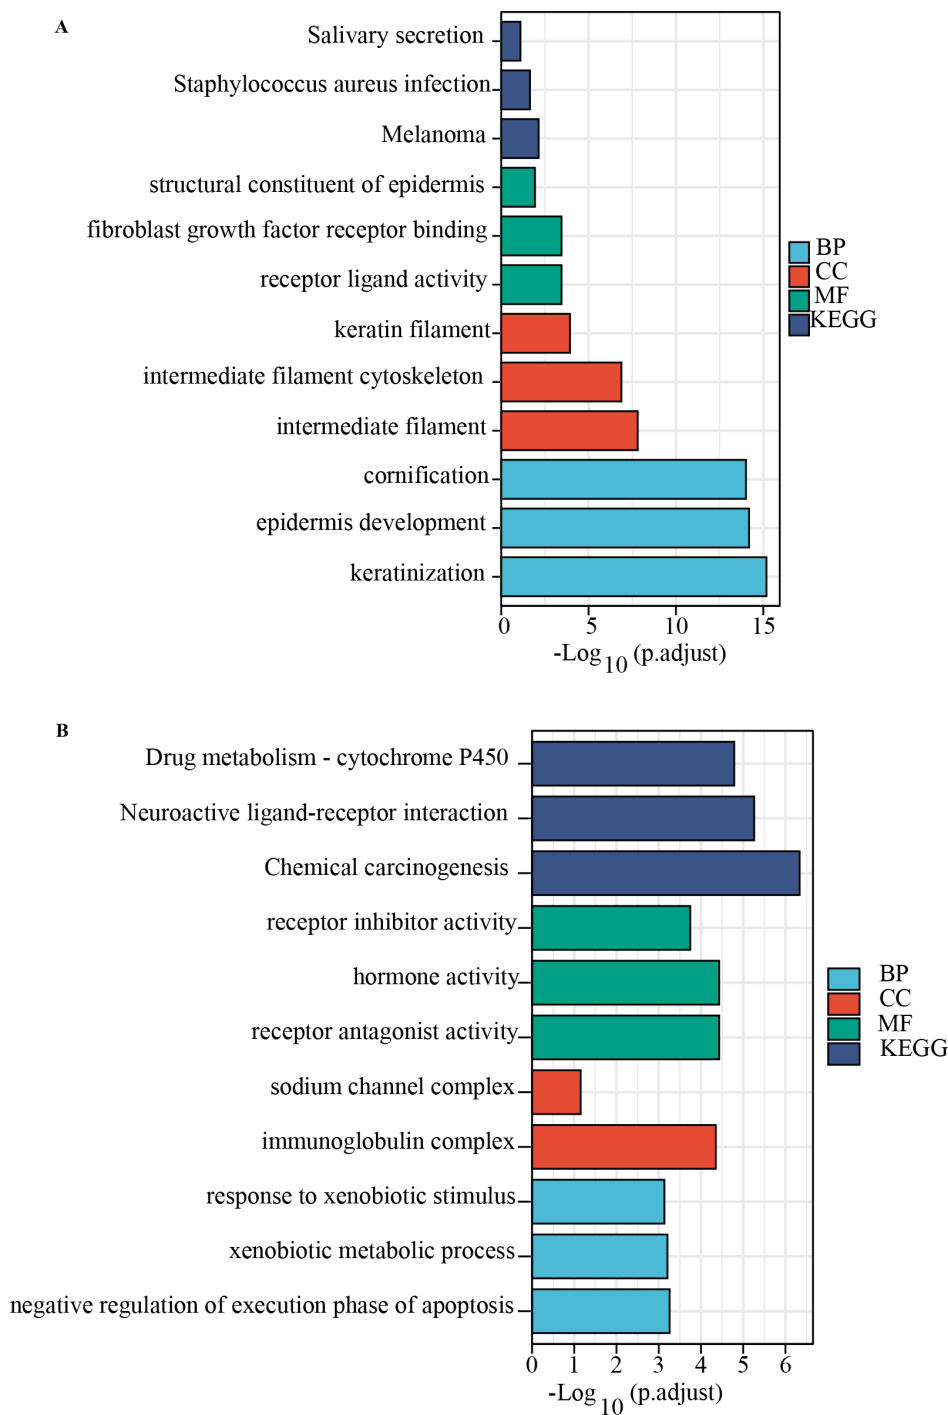 A
Salivary secretion
Staphylococcus aureus infection
Melanoma
structural constituent of epidermis
fibroblast growth factor receptor binding
receptor ligand activity
keratin filament
intermediate filament cytoskeleton
intermediate filament
cornification
epidermis development
keratinization
BP
CC
MF
KEGG
0 5 10 15
-Log10 (p.adjust)
B
Drug metabolism - cytochrome P450
Neuroactive ligand-receptor interaction
Chemical carcinogenesis
receptor inhibitor activity
hormone activity
receptor antagonist activity
sodium channel complex
immunoglobulin complex
response to xenobiotic stimulus
xenobiotic metabolic process
negative regulation of execution phase of apoptosis
BP
CC
MF
KEGG
0 1 2 3 4 5 6
-Log10 (p.adjust)